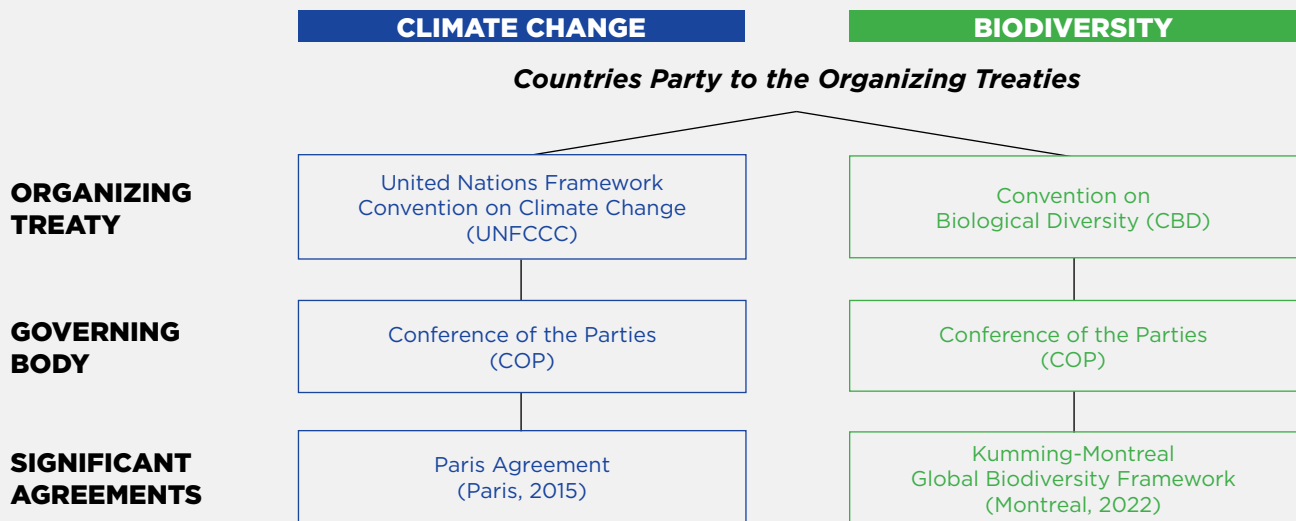 CLIMATE CHANGE
BIODIVERSITY
Countries Party to the Organizing Treaties
ORGANIZING
TREATY
United Nations Framework
Convention on Climate Change
(UNFCCC)
Convention on
Biological Diversity (CBD)
GOVERNING
BODY
Conference of the Parties
(COP)
Conference of the Parties
(COP)
SIGNIFICANT
AGREEMENTS
Paris Agreement
(Paris, 2015)
Kumming-Montreal
Global Biodiversity Framework
(Montreal, 2022)